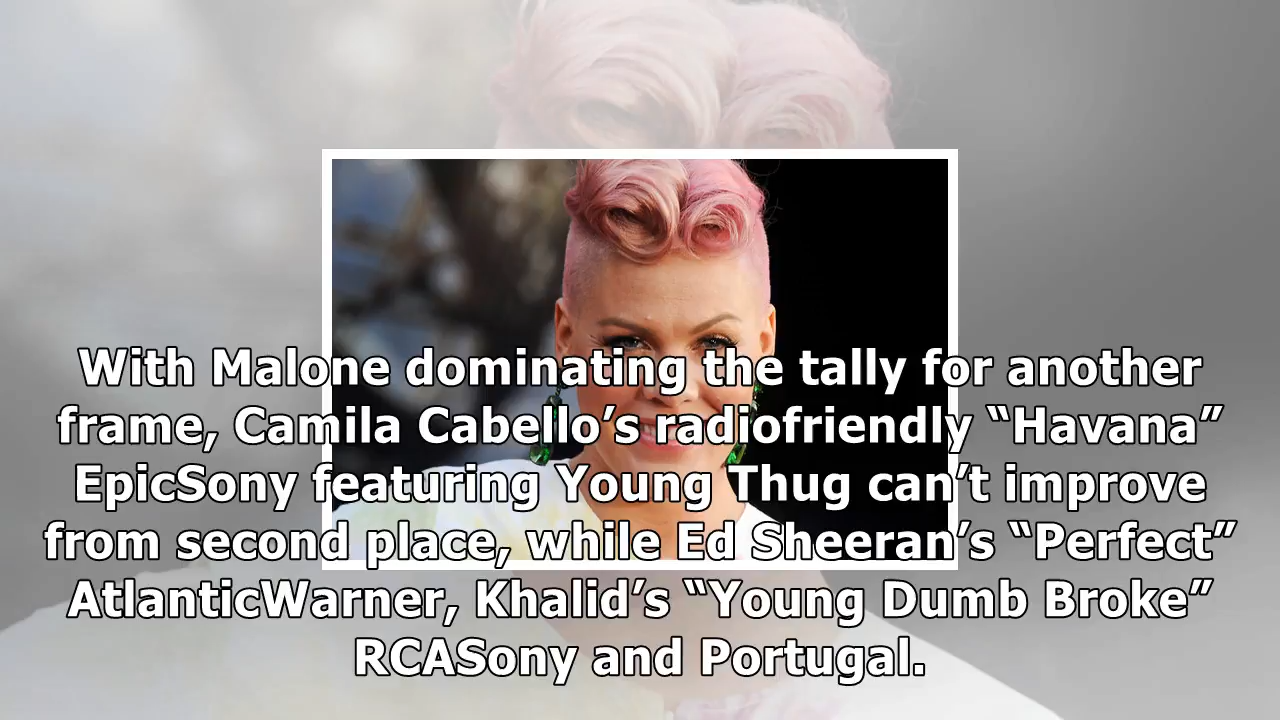 With Malone dominating the tally for another
frame, Camila Cabello’s radiofriendly “Havana”
EpicSony featuring Young Thug can’t improve
from second place, while Ed Sheeran’s “Perfect”
AtlanticWarner, Khalid’s “Young Dumb Broke”
RCASony and Portugal.